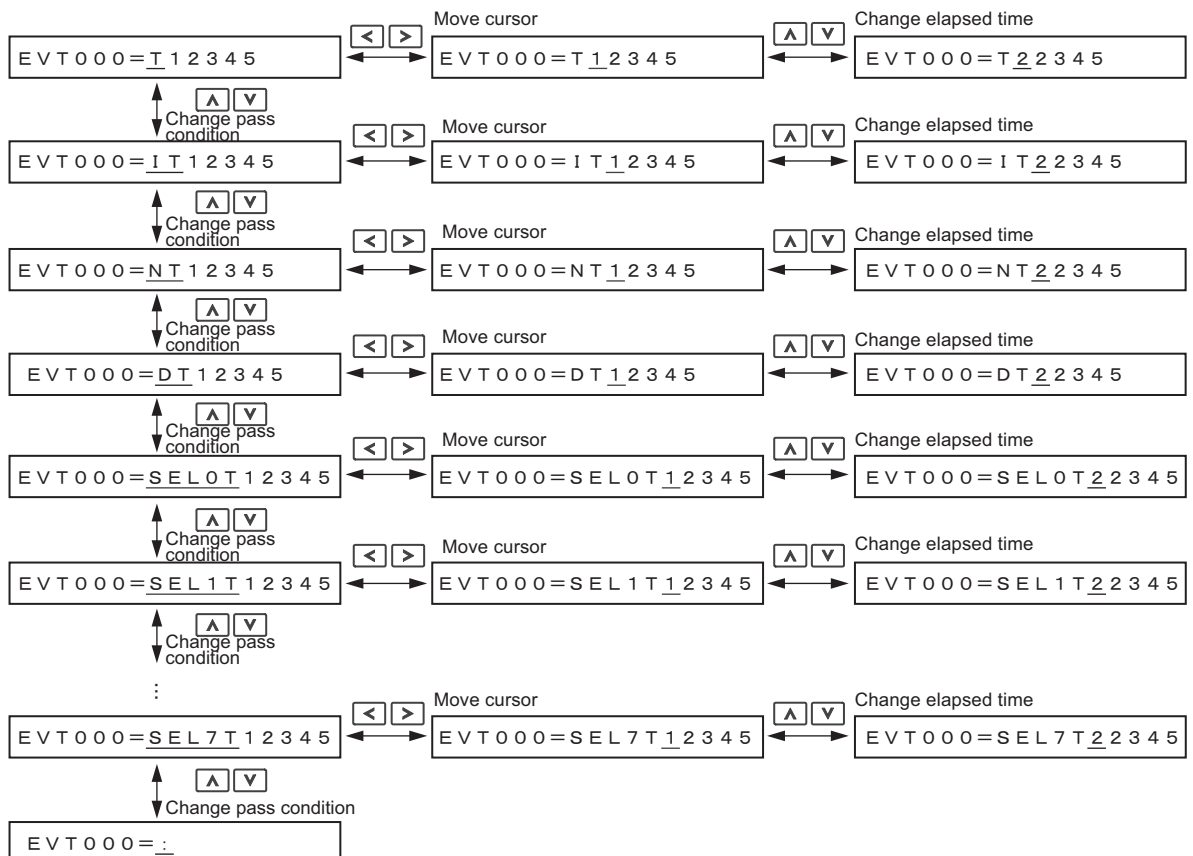 Move cursor
Change elapsed time
< >
∧ ∨
EVT000=T12345
EVT000=T12345
EVT000=T22345
∧ ∨
Change pass
condition
Move cursor
Change elapsed time
< >
∧ ∨
EVT000=IT12345
EVT000=IT12345
EVT000=IT22345
∧ ∨
Change pass
condition
Move cursor
Change elapsed time
< >
∧ ∨
EVT000=NT12345
EVT000=NT12345
EVT000=NT22345
∧ ∨
Change pass
condition
Move cursor
Change elapsed time
< >
∧ ∨
EVT000=DT12345
EVT000=DT12345
EVT000=DT22345
∧ ∨
Change pass
condition
Move cursor
Change elapsed time
< >
∧ ∨
EVT000=SEL0T12345
EVT000=SEL0T12345
EVT000=SEL0T22345
∧ ∨
Change pass
condition
Move cursor
Change elapsed time
< >
∧ ∨
EVT000=SEL1T12345
EVT000=SEL1T12345
EVT000=SEL1T22345
∧ ∨
Change pass
condition
⋮
Move cursor
Change elapsed time
< >
∧ ∨
EVT000=SEL7T12345
EVT000=SEL7T12345
EVT000=SEL7T22345
∧ ∨
Change pass condition
EVT000=: